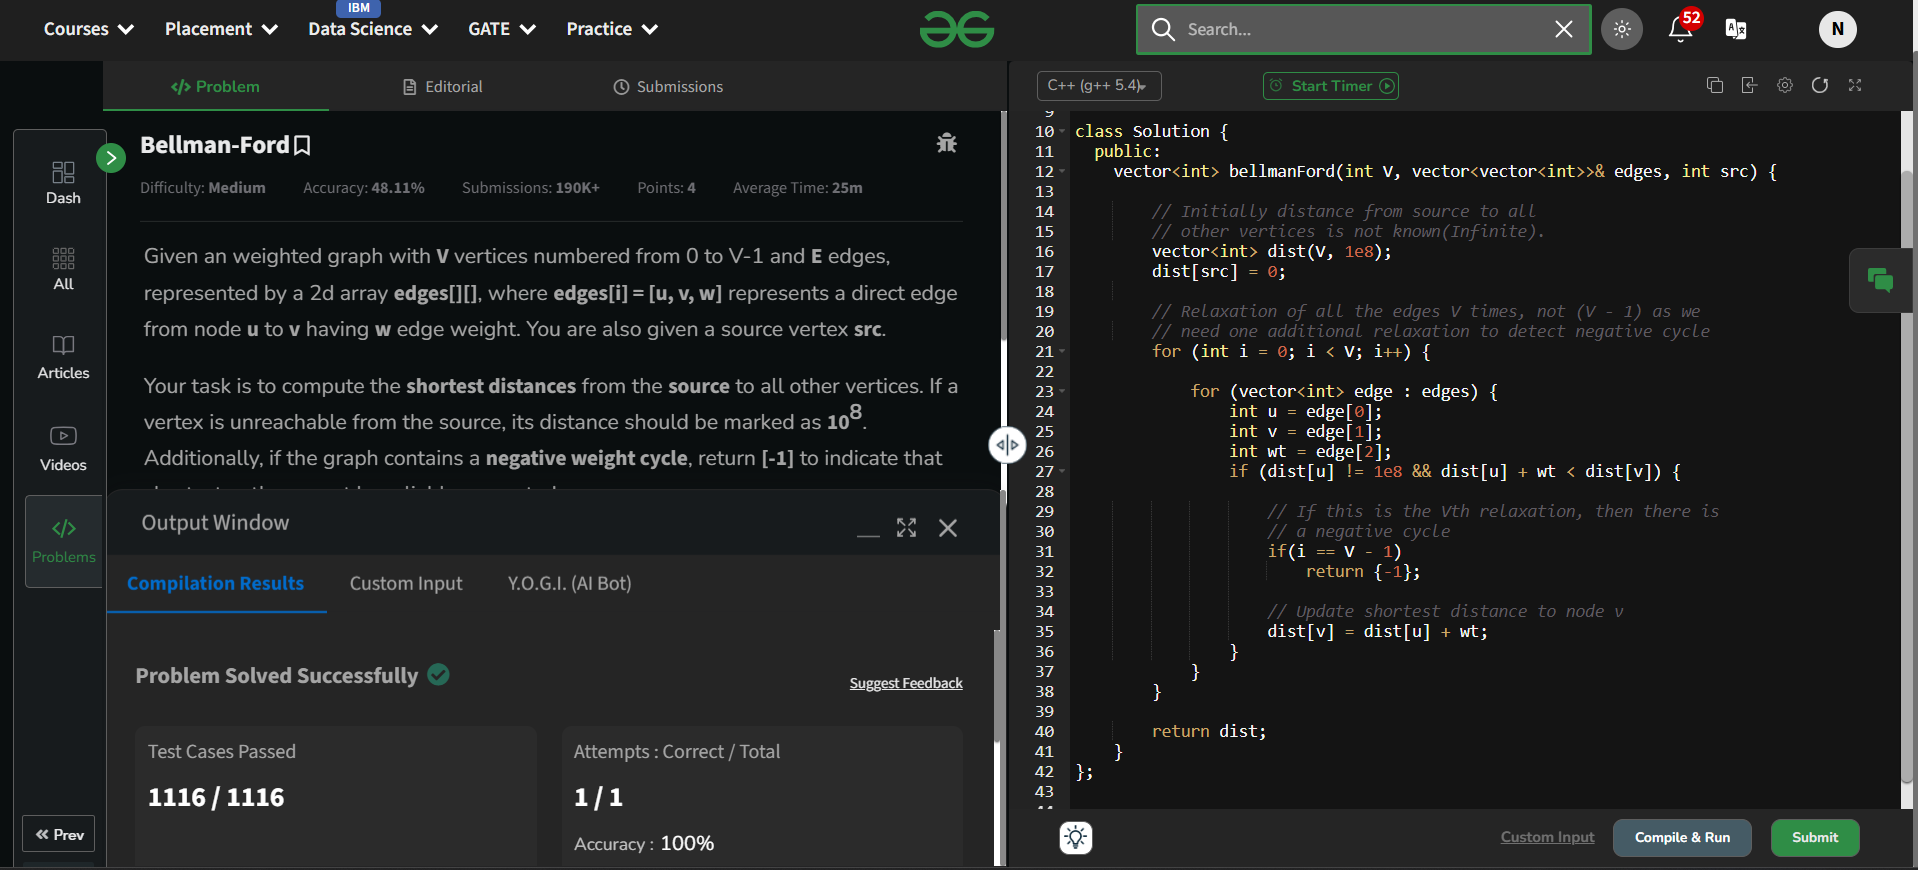 IBM
Courses Placement Data Science GATE Practice
Search...
52
N
Problem Editorial Submissions
C++ (g++ 5.4) Start Timer
Dash
All
Articles
Videos
Problems
Prev
Bellman-Ford
Difficulty: Medium Accuracy: 48.11% Submissions: 190K+ Points: 4 Average Time: 25m
Given an weighted graph with V vertices numbered from 0 to V-1 and E edges,
represented by a 2d array edges[][], where edges[i] = [u, v, w] represents a direct edge
from node u to v having w edge weight. You are also given a source vertex src.
Your task is to compute the shortest distances from the source to all other vertices. If a
vertex is unreachable from the source, its distance should be marked as 10⁸.
Additionally, if the graph contains a negative weight cycle, return [-1] to indicate that
Output Window
Compilation Results Custom Input Y.O.G.I. (AI Bot)
Problem Solved Successfully
Suggest Feedback
Test Cases Passed
1116 / 1116
Attempts : Correct / Total
1 / 1
Accuracy : 100%
9
10 class Solution {
11 public:
12 vector<int> bellmanFord(int V, vector<vector<int>>& edges, int src) {
13
14 // Initially distance from source to all
15 // other vertices is not known(Infinite).
16 vector<int> dist(V, 1e8);
17 dist[src] = 0;
18
19 // Relaxation of all the edges V times, not (V - 1) as we
20 // need one additional relaxation to detect negative cycle
21 for (int i = 0; i < V; i++) {
22
23 for (vector<int> edge : edges) {
24 int u = edge[0];
25 int v = edge[1];
26 int wt = edge[2];
27 if (dist[u] != 1e8 && dist[u] + wt < dist[v]) {
28
29 // If this is the Vth relaxation, then there is
30 // a negative cycle
31 if(i == V - 1)
32 return {-1};
33
34 // Update shortest distance to node v
35 dist[v] = dist[u] + wt;
36 }
37 }
38 }
39
40 return dist;
41 }
42 };
43
Custom Input Compile & Run Submit